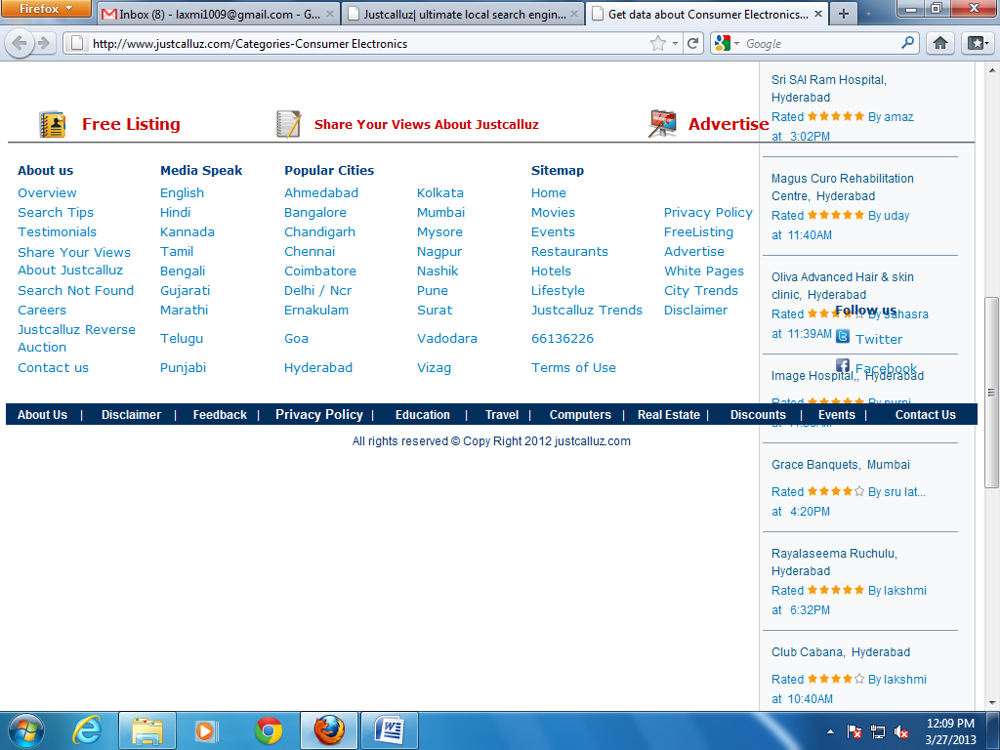 Firefox
Inbox (8) - laxmi1009@gmail.com - G...
Justcalluz| ultimate local search engin...
Get data about Consumer Electronics...
http://www.justcalluz.com/Categories-Consumer Electronics
Google
Free Listing
Share Your Views About Justcalluz
Advertise
About us
Overview
Search Tips
Testimonials
Share Your Views
About Justcalluz
Search Not Found
Careers
Justcalluz Reverse
Auction
Contact us
Media Speak
English
Hindi
Kannada
Tamil
Bengali
Gujarati
Marathi
Telugu
Punjabi
Popular Cities
Ahmedabad
Bangalore
Chandigarh
Chennai
Coimbatore
Delhi / Ncr
Ernakulam
Goa
Hyderabad
Kolkata
Mumbai
Mysore
Nagpur
Nashik
Pune
Surat
Vadodara
Vizag
Sitemap
Home
Movies
Events
Restaurants
Hotels
Lifestyle
Justcalluz Trends
66136226
Terms of Use
Privacy Policy
FreeListing
Advertise
White Pages
City Trends
Disclaimer
Follow us
Twitter
Facebook
Sri SAI Ram Hospital,
Hyderabad
Rated By amaz
at 3:02PM
Magus Curo Rehabilitation
Centre, Hyderabad
Rated By uday
at 11:40AM
Oliva Advanced Hair & skin
clinic, Hyderabad
Rated By sahasra
at 11:39AM
Image Hospital,, Hyderabad
Rated By purni
at
Grace Banquets, Mumbai
Rated By sru lat...
at 4:20PM
Rayalaseema Ruchulu,
Hyderabad
Rated By lakshmi
at 6:32PM
Club Cabana, Hyderabad
Rated By lakshmi
at 10:40AM
About Us | Disclaimer | Feedback | Privacy Policy | Education | Travel | Computers | Real Estate | Discounts | Events | Contact Us
All rights reserved © Copy Right 2012 justcalluz.com
12:09 PM
3/27/2013